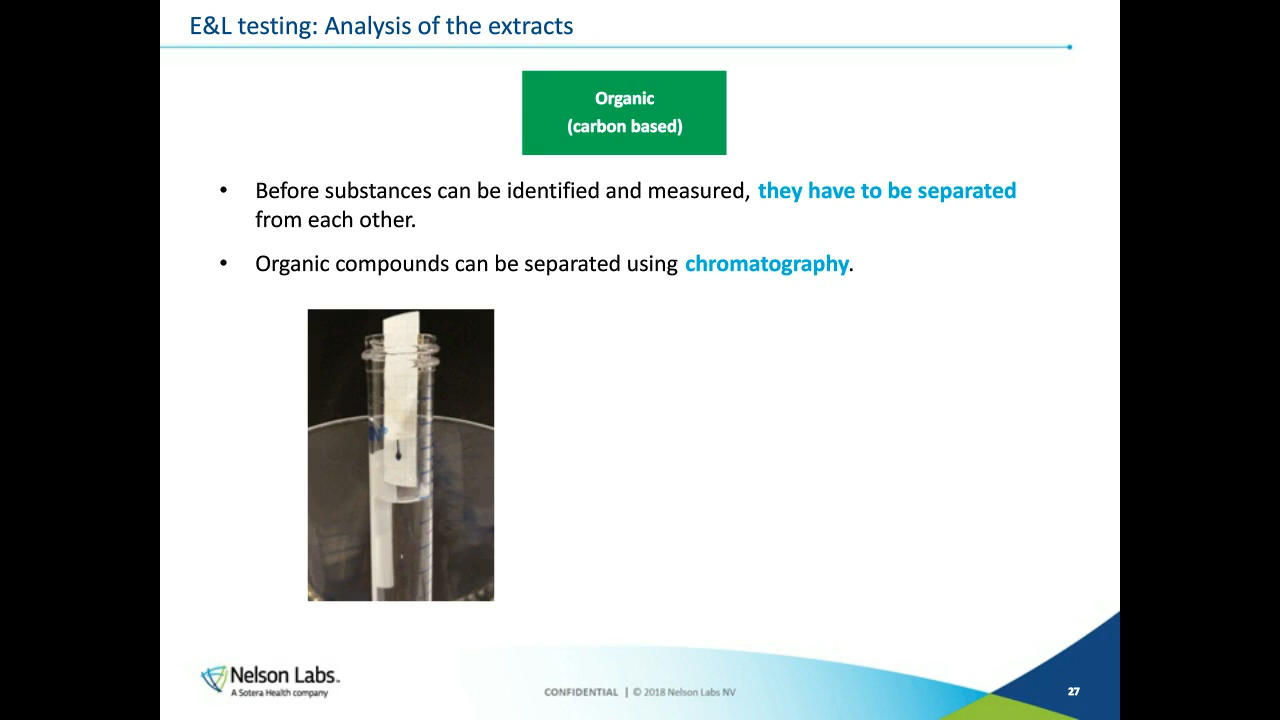 E&L testing: Analysis of the extracts
Organic
(carbon based)
• Before substances can be identified and measured, they have to be separated
from each other.
• Organic compounds can be separated using chromatography.
Nelson Labs™
A Sotera Health company
CONFIDENTIAL | © 2018 Nelson Labs NV
27